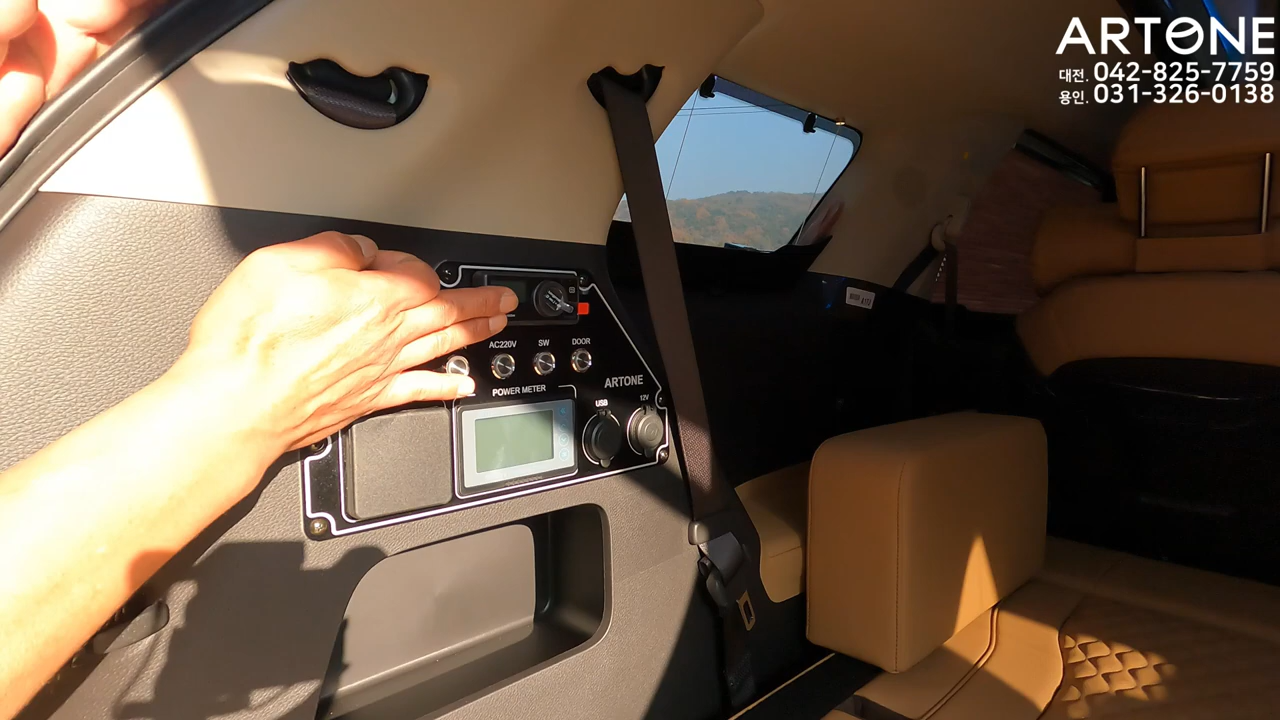 ARTONE
대전. 042-825-7759
용인. 031-326-0138
AC220V SW DOOR
POWER METER
ARTONE
USB 12V